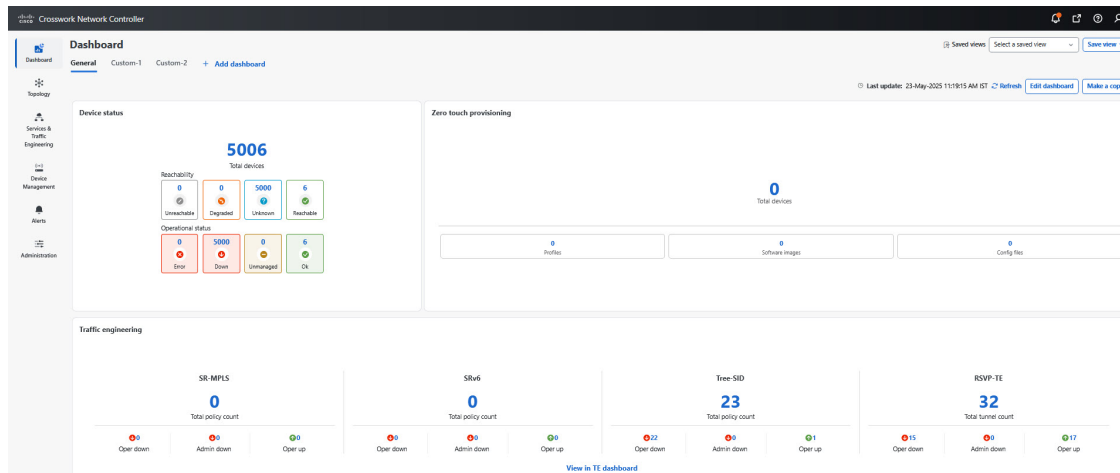 cisco Crosswork Network Controller
Dashboard
Topology
Services &
Traffic
Engineering
Device
Management
Alerts
Administration
Dashboard
Saved views Select a saved view Save view
General Custom-1 Custom-2 + Add dashboard
Last update: 23-May-2025 11:19:15 AM IST Refresh Edit dashboard Make a cop
Device status
5006
Total devices
Reachability
0 0 5000 6
Unreachable Degraded Unknown Reachable
Operational status
0 5000 0 6
Error Down Unmanaged Ok
Zero touch provisioning
0
Total devices
0 0 0
Profiles Software images Config files
Traffic engineering
SR-MPLS SRv6 Tree-SID RSVP-TE
0 0 23 32
Total policy count Total policy count Total policy count Total tunnel count
0 0 0 0 0 0 22 0 1 15 0 17
Oper down Admin down Oper up Oper down Admin down Oper up Oper down Admin down Oper up Oper down Admin down Oper up
View in TE dashboard